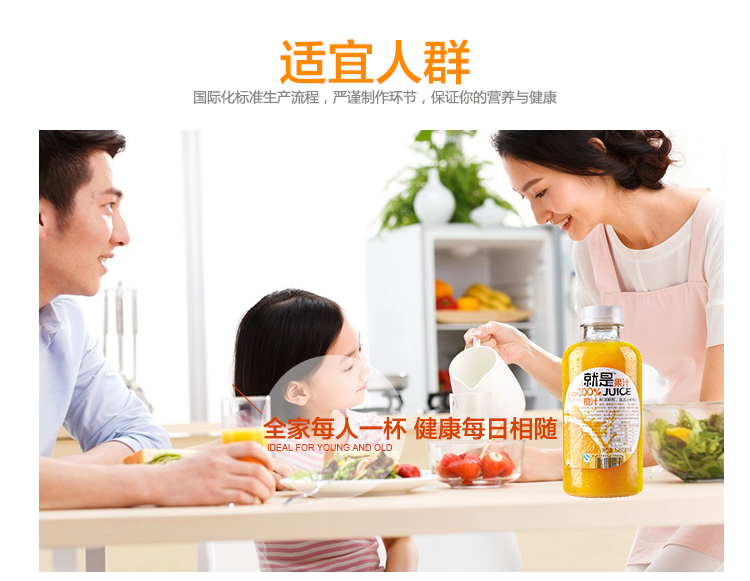 适宜人群
国际化标准生产流程，严谨制作环节，保证你的营养与健康
就是果汁
100% JUICE
橙汁
全家每人一杯 健康每日相随
IDEAL FOR YOUNG AND OLD